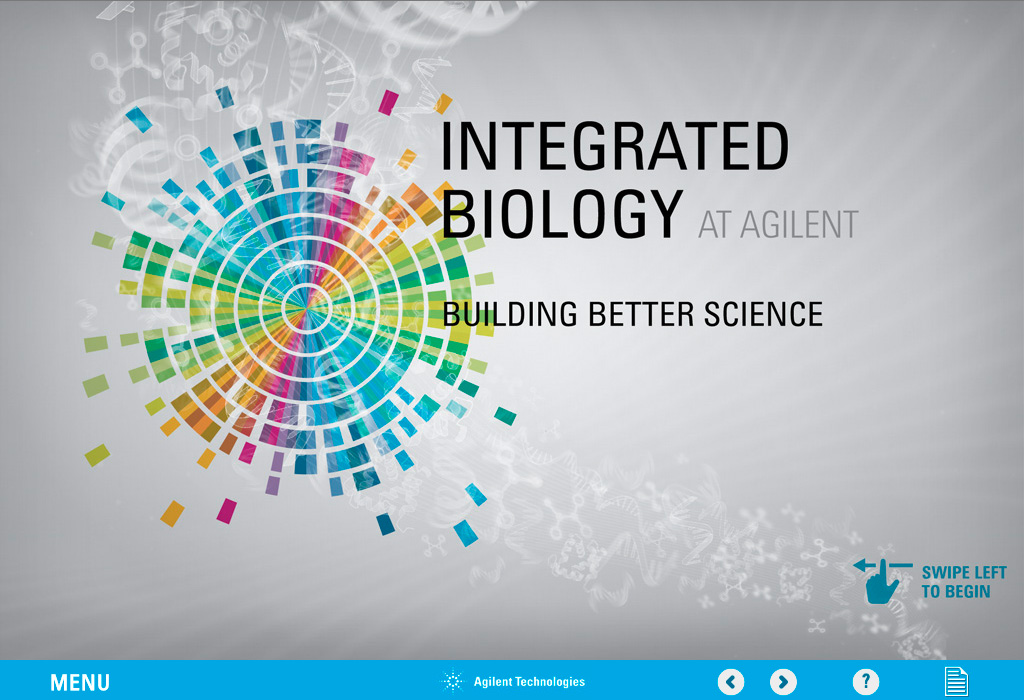 INTEGRATED
BIOLOGY AT AGILENT
BUILDING BETTER SCIENCE
SWIPE LEFT
TO BEGIN
MENU
Agilent Technologies
?